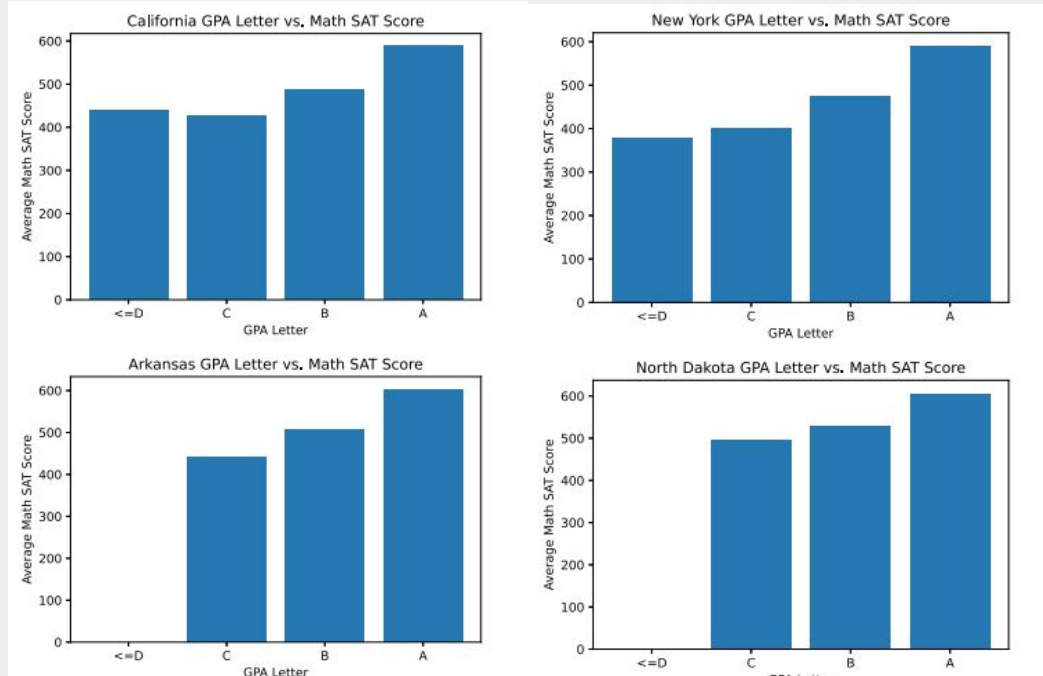 California GPA Letter vs. Math SAT Score
Average Math SAT Score
600
500
400
300
200
100
0
<=D C B A
GPA Letter
New York GPA Letter vs. Math SAT Score
Average Math SAT Score
600
500
400
300
200
100
0
<=D C B A
GPA Letter
Arkansas GPA Letter vs. Math SAT Score
Average Math SAT Score
600
500
400
300
200
100
0
<=D C B A
GPA Letter
North Dakota GPA Letter vs. Math SAT Score
Average Math SAT Score
600
500
400
300
200
100
0
<=D C B A
GPA Letter